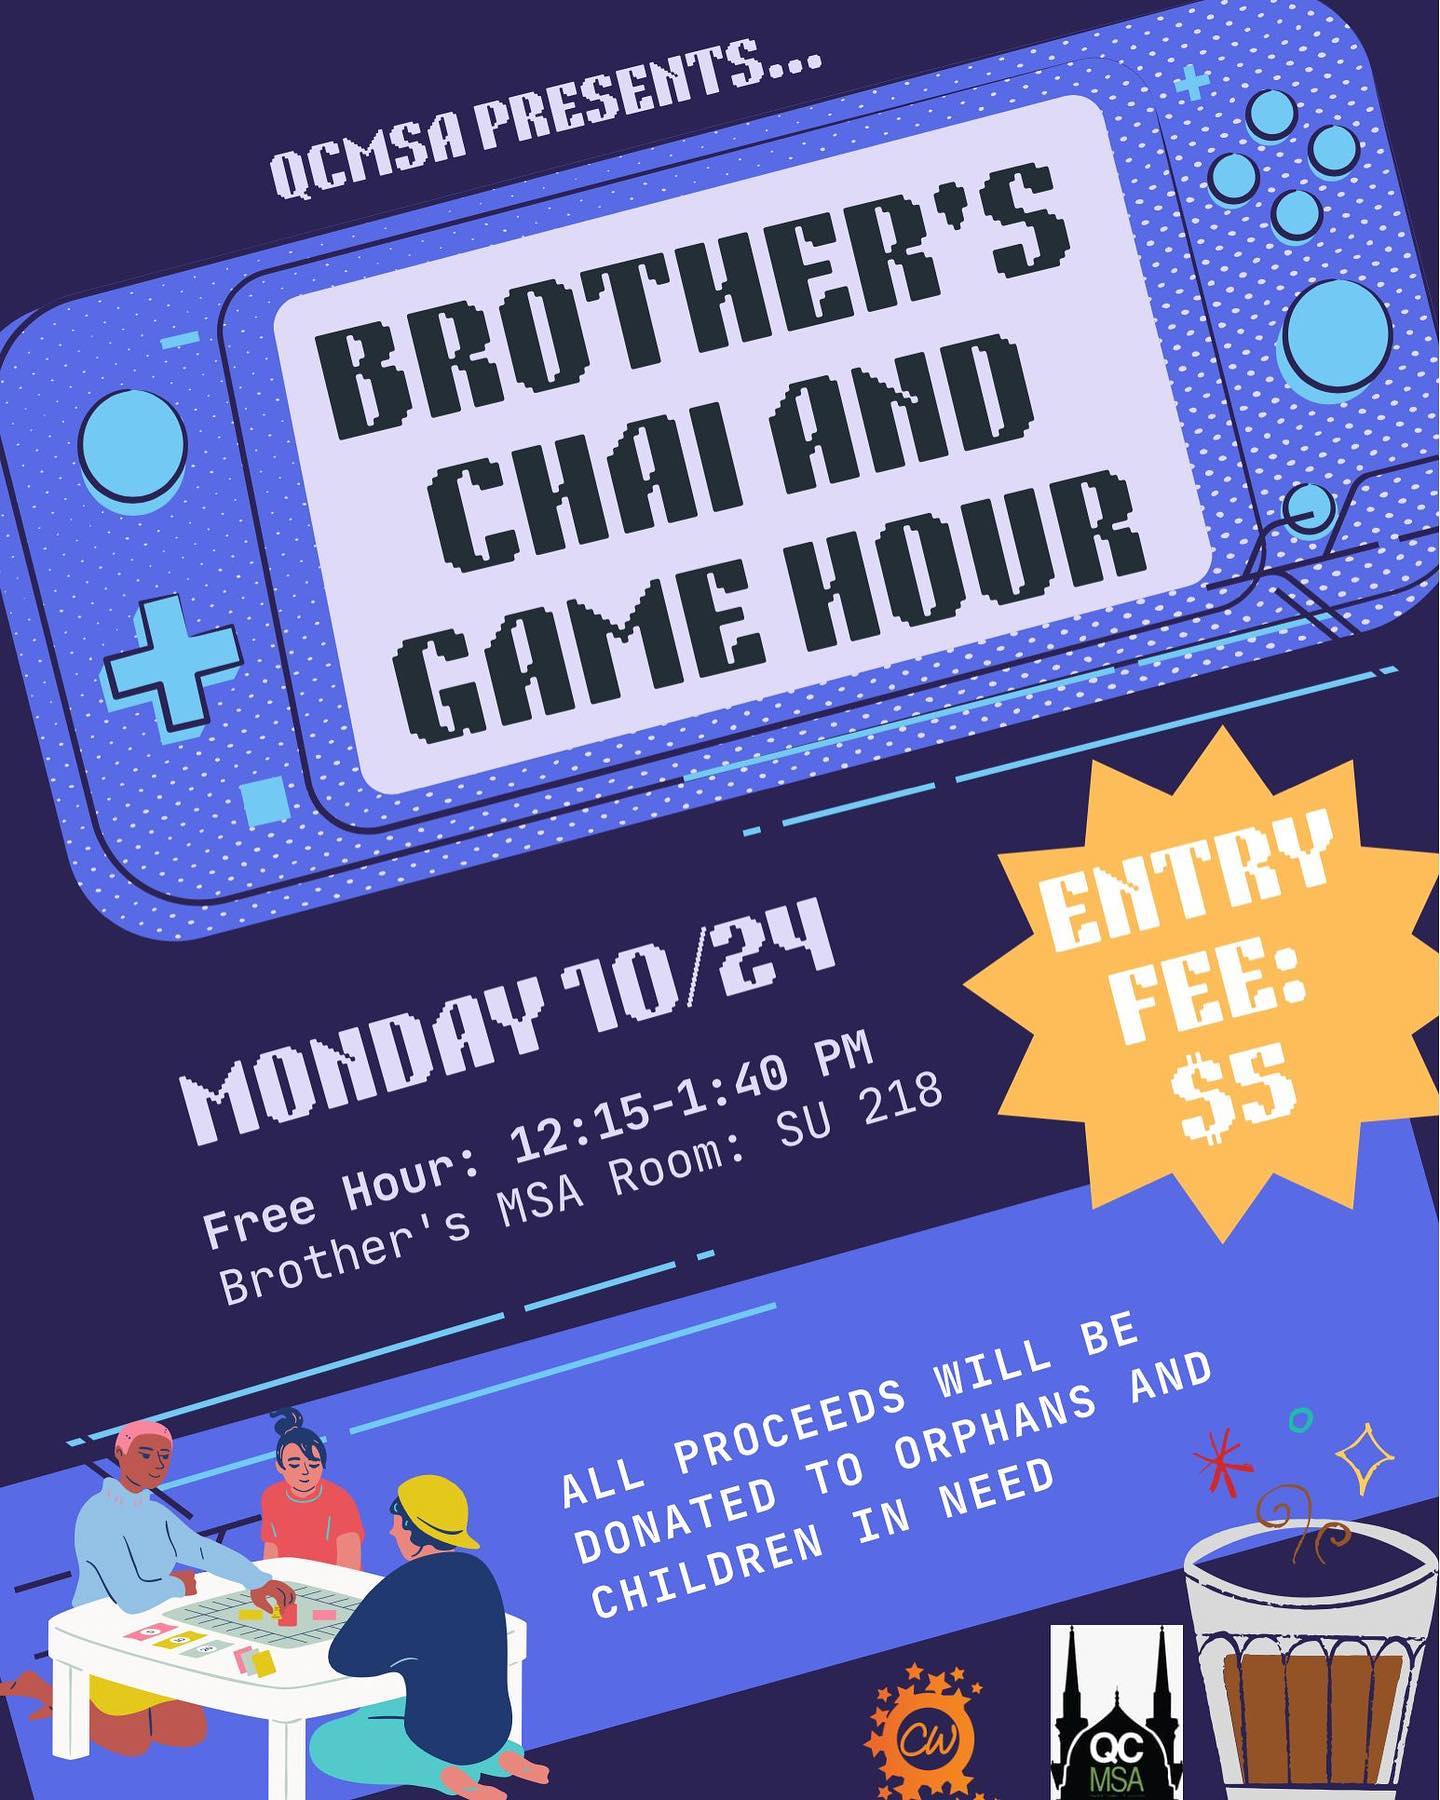 QCMSA PRESENTS...
BROTHER'S
CHAI AND
GAME HOUR
ENTRY
FEE:
$5
MONDAY 10/24
Free Hour: 12:15-1:40 PM
Brother's MSA Room: SU 218
ALL PROCEEDS WILL BE
DONATED TO ORPHANS AND
CHILDREN IN NEED
CW
QC
MSA